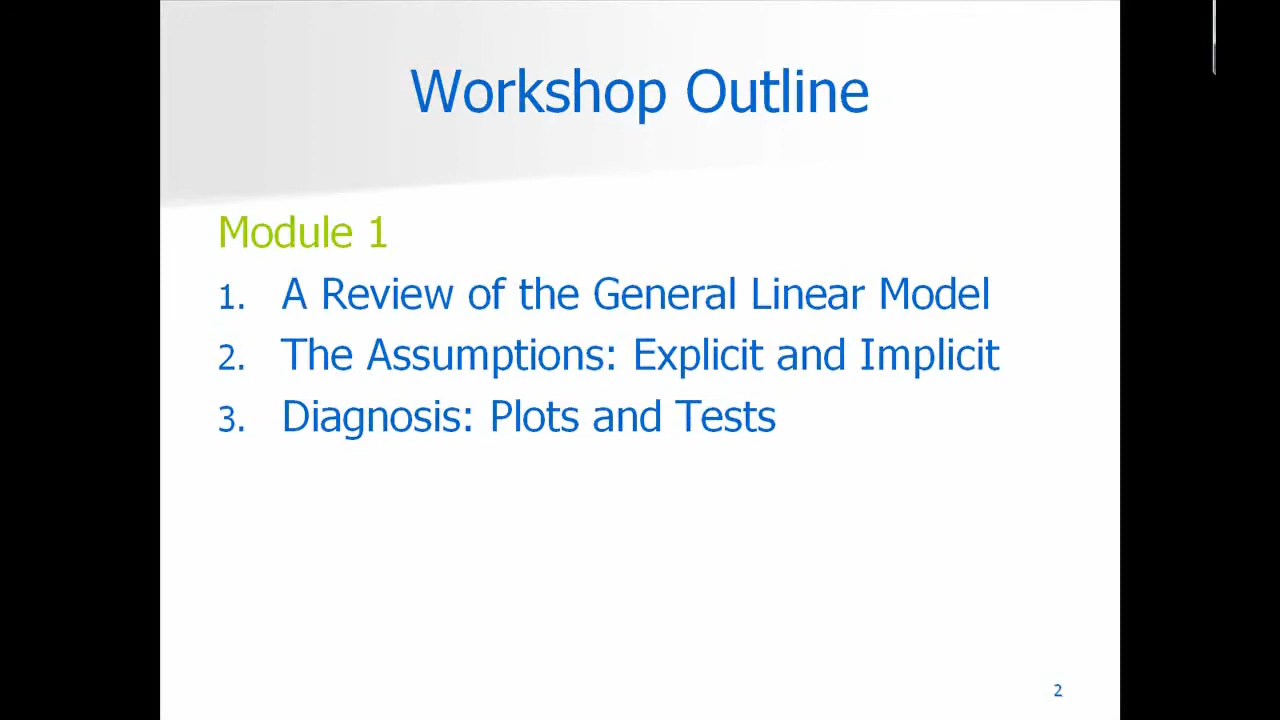 Workshop Outline
Module 1
1. A Review of the General Linear Model
2. The Assumptions: Explicit and Implicit
3. Diagnosis: Plots and Tests
2